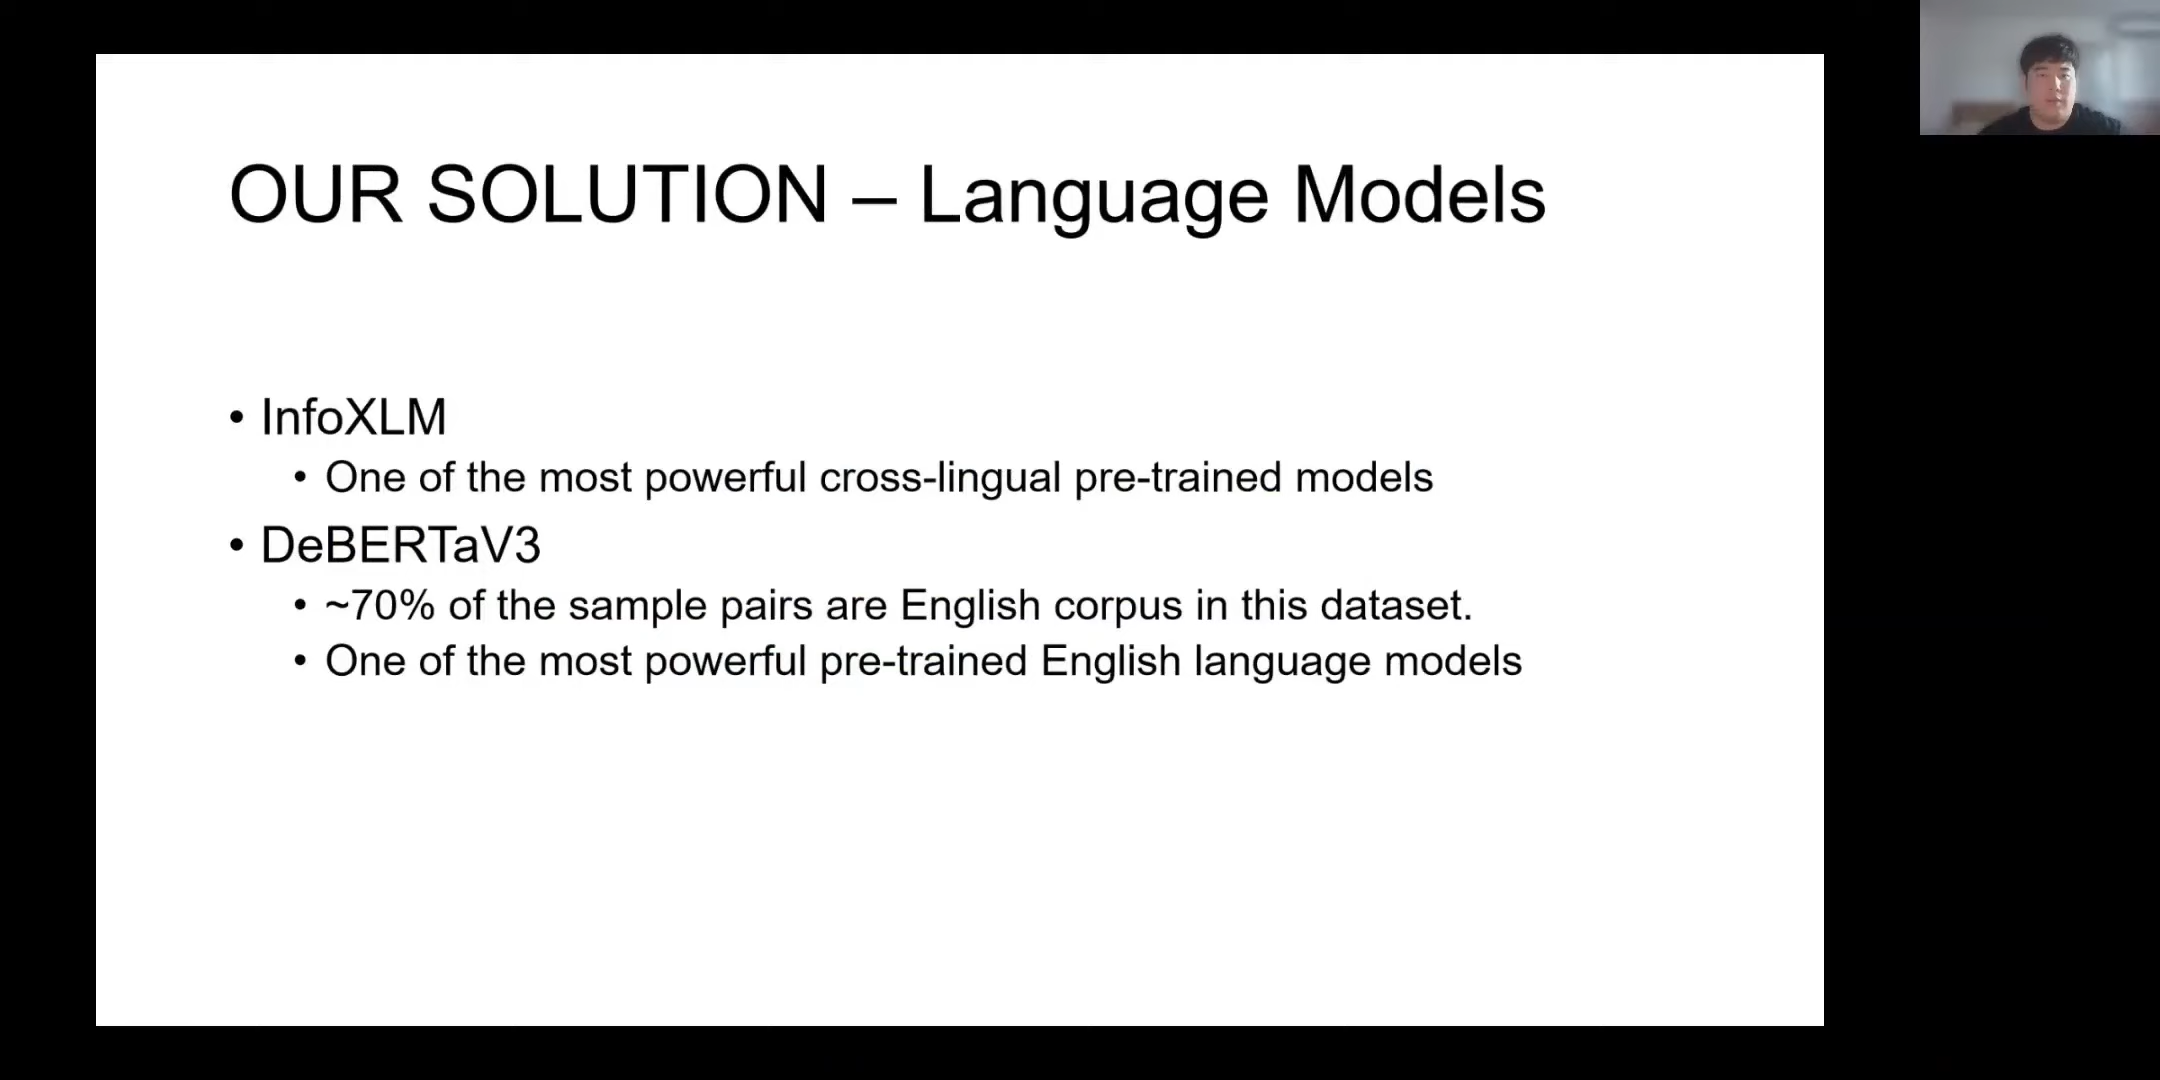 OUR SOLUTION – Language Models
• InfoXLM
• One of the most powerful cross-lingual pre-trained models
• DeBERTaV3
• ~70% of the sample pairs are English corpus in this dataset.
• One of the most powerful pre-trained English language models